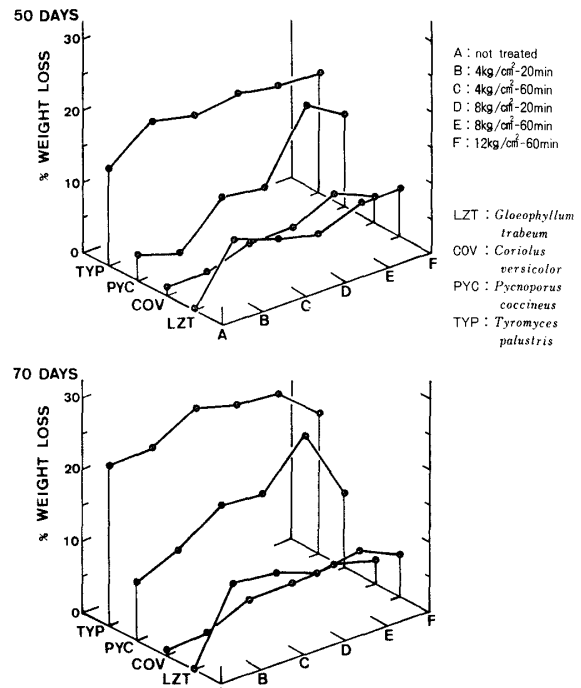 50 DAYS
30
20
10
0
% WEIGHT LOSS
TYP
PYC
COV
LZT
A
B
C
D
E
F
A : not treated
B : 4kg/cm²-20min
C : 4kg/cm²-60min
D : 8kg/cm²-20min
E : 8kg/cm²-60min
F : 12kg/cm²-60min
LZT : Gloeophyllum
trabeum
COV : Coriolus
versicolor
PYC : Pycnoporus
coccineus
TYP : Tyromyces
palustris
70 DAYS
30
20
10
0
% WEIGHT LOSS
TYP
PYC
COV
LZT
B
C
D
E
F